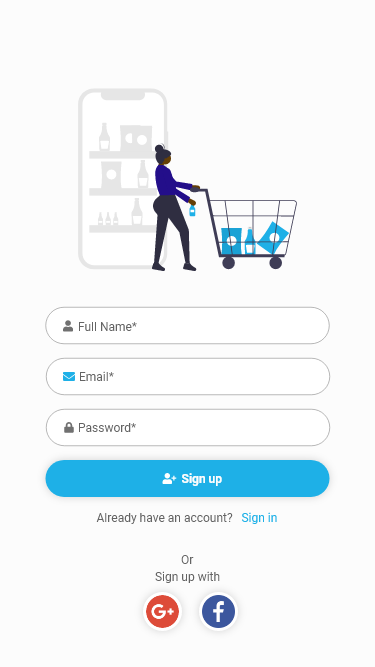 Full Name*
Email*
Password*
Sign up
Already have an account? Sign in
Or
Sign up with
G+
f